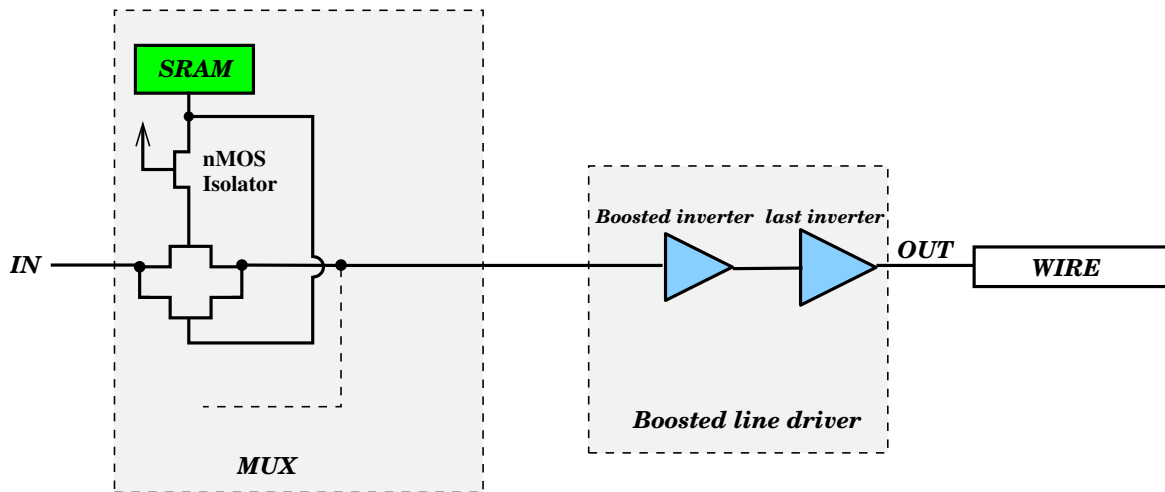 SRAM
nMOS
Isolator
Boosted inverter
last inverter
IN
OUT
WIRE
Boosted line driver
MUX